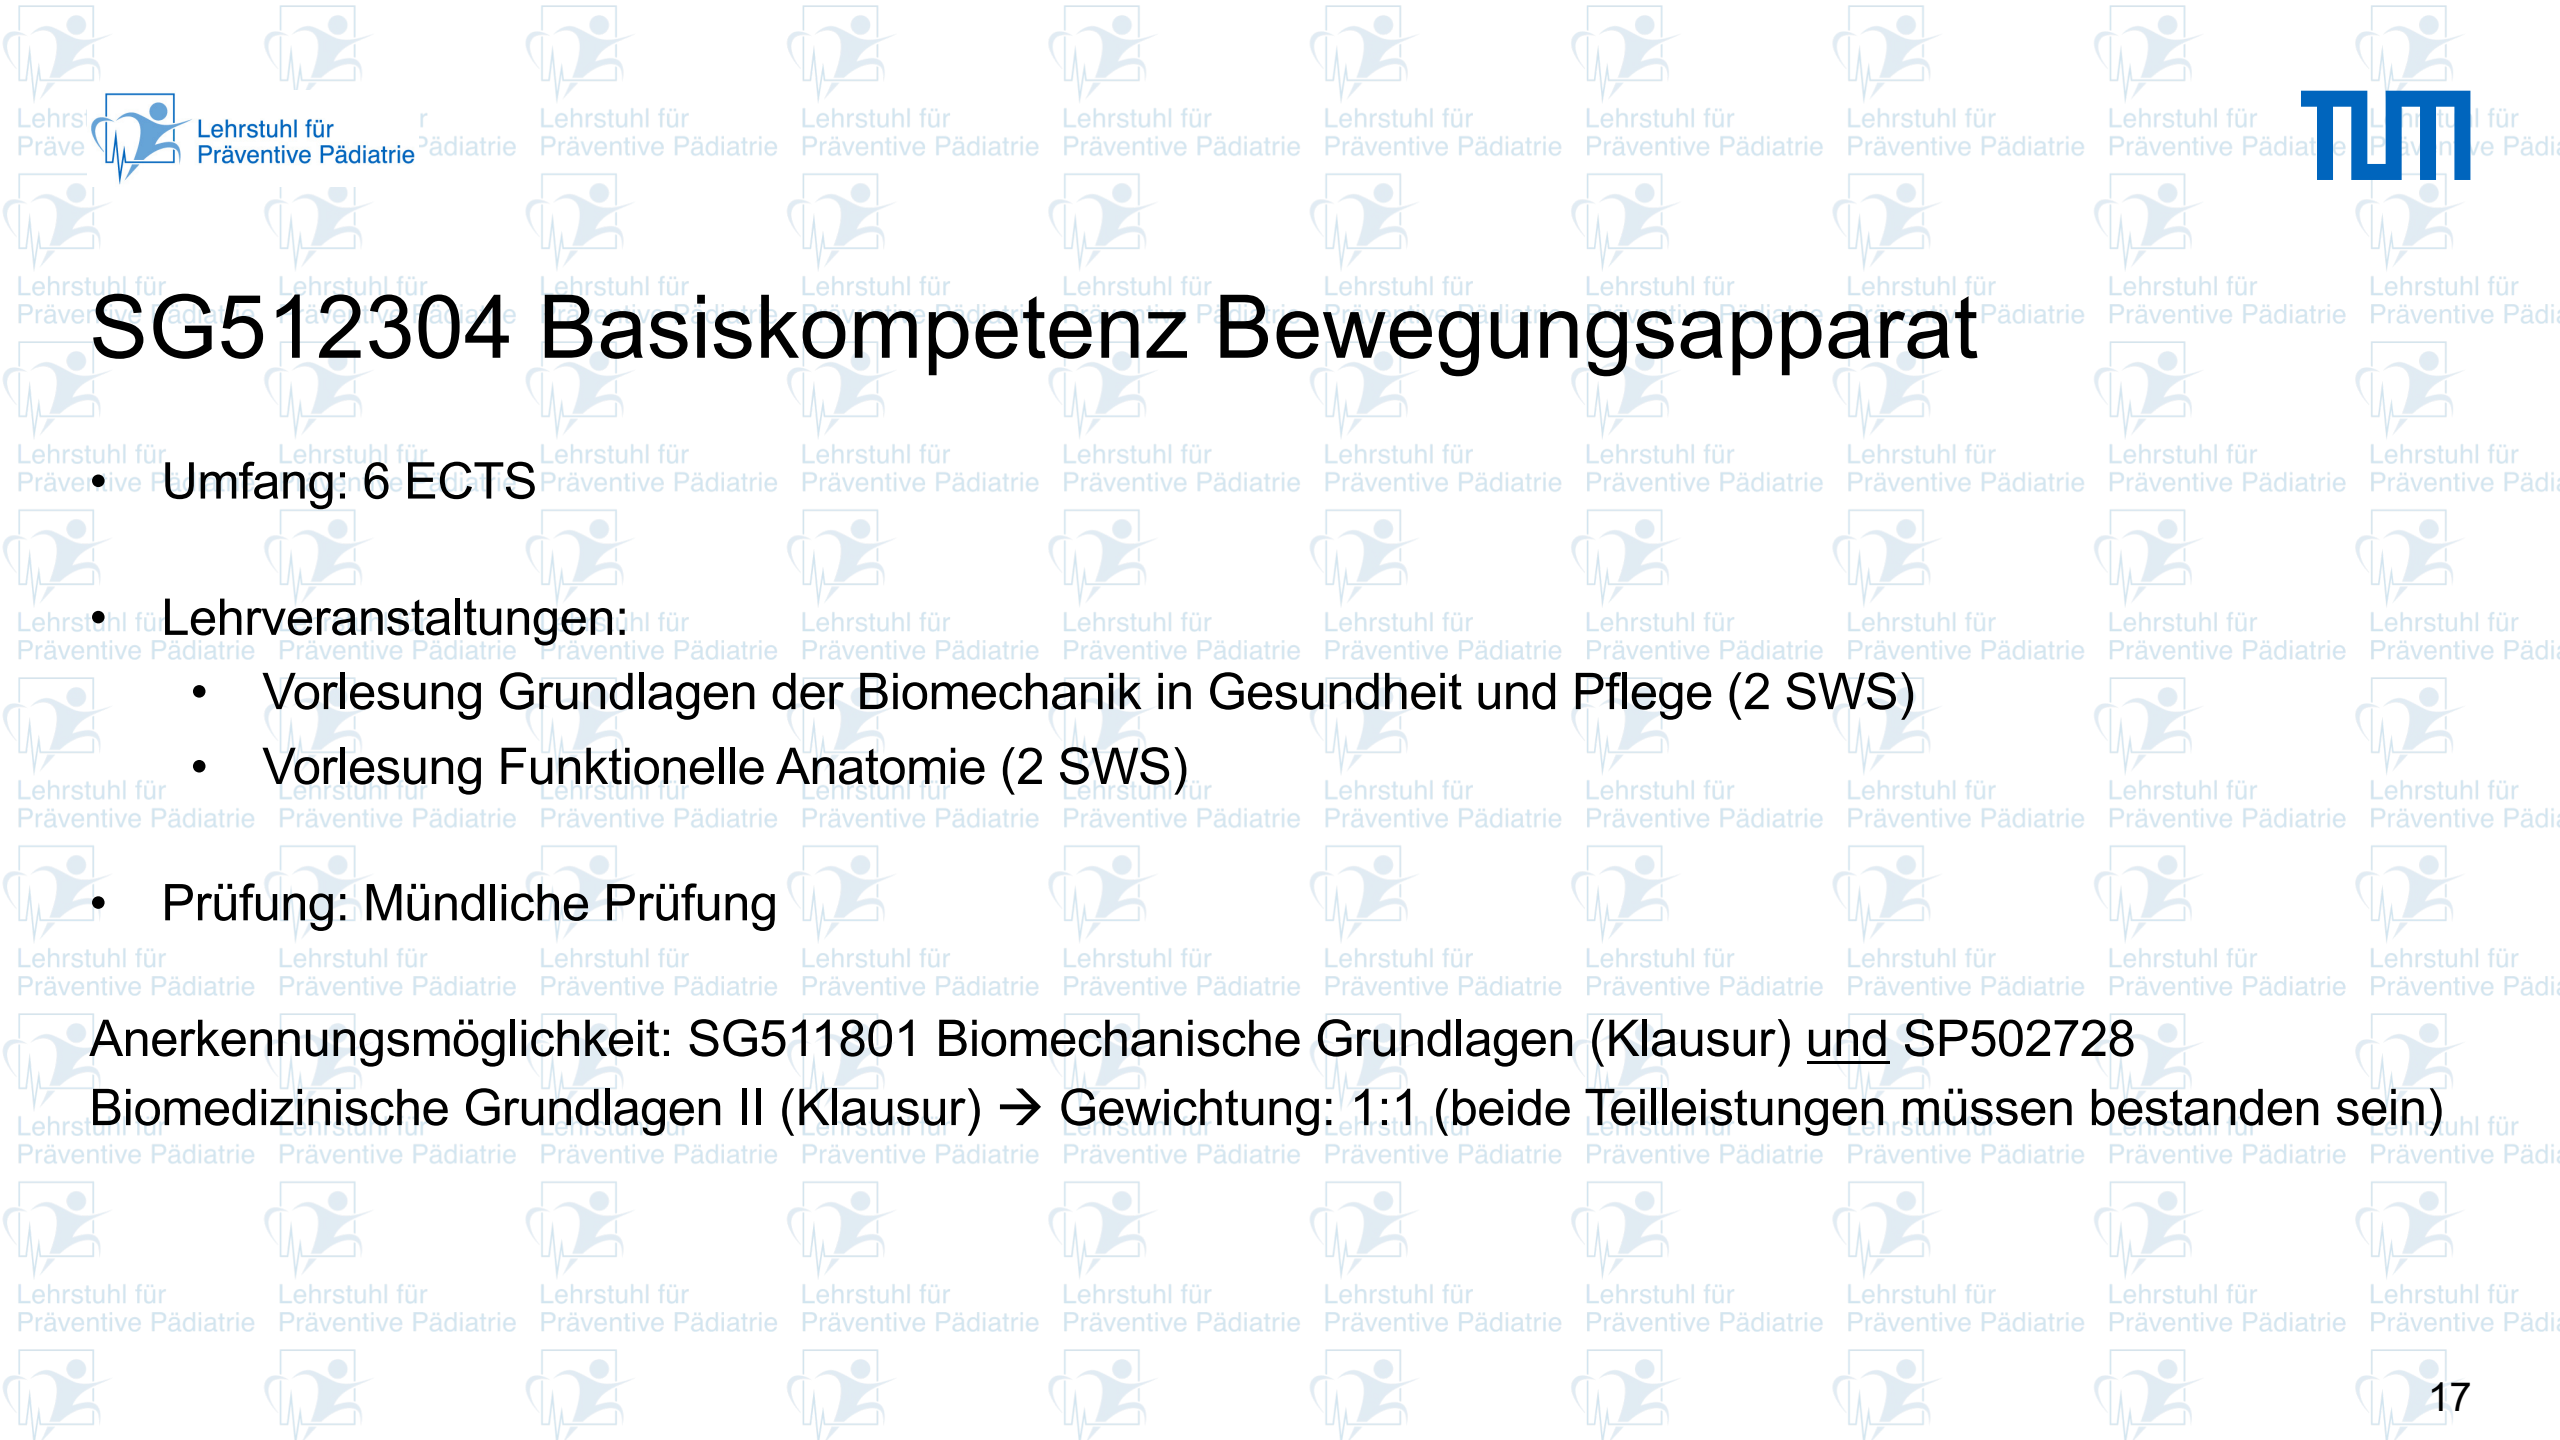 Lehrstuhl für
Präventive Pädiatrie
TUM
SG512304 Basiskompetenz Bewegungsapparat
• Umfang: 6 ECTS
• Lehrveranstaltungen:
• Vorlesung Grundlagen der Biomechanik in Gesundheit und Pflege (2 SWS)
• Vorlesung Funktionelle Anatomie (2 SWS)
• Prüfung: Mündliche Prüfung
Anerkennungsmöglichkeit: SG511801 Biomechanische Grundlagen (Klausur) und SP502728
Biomedizinische Grundlagen II (Klausur) → Gewichtung: 1:1 (beide Teilleistungen müssen bestanden sein)
17